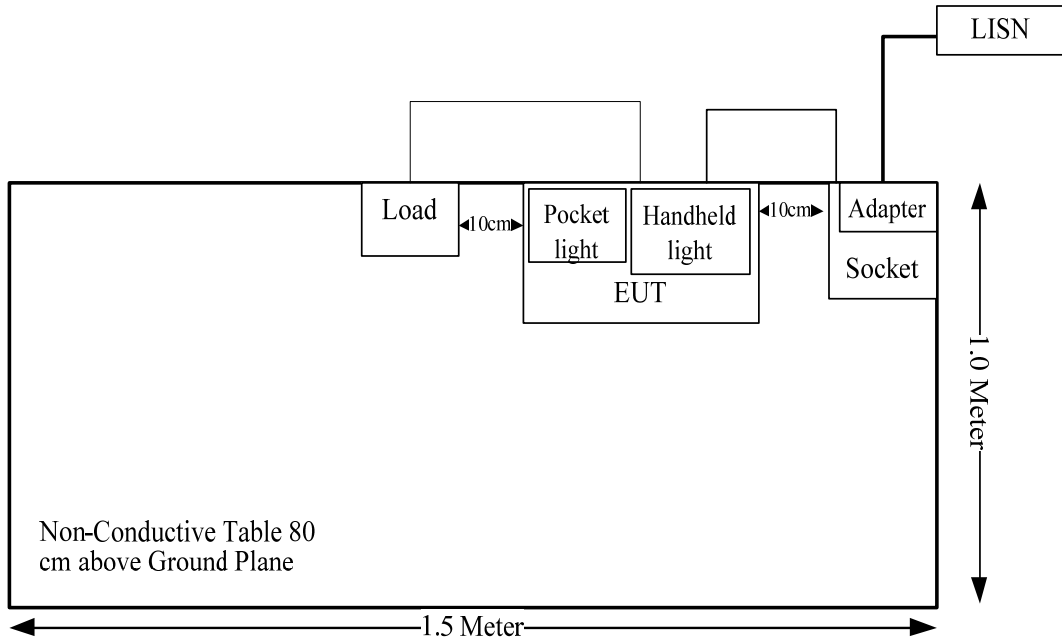 LISN
Load
10cm
Pocket
light
Handheld
light
EUT
10cm
Adapter
Socket
1.0 Meter
Non-Conductive Table 80
cm above Ground Plane
1.5 Meter